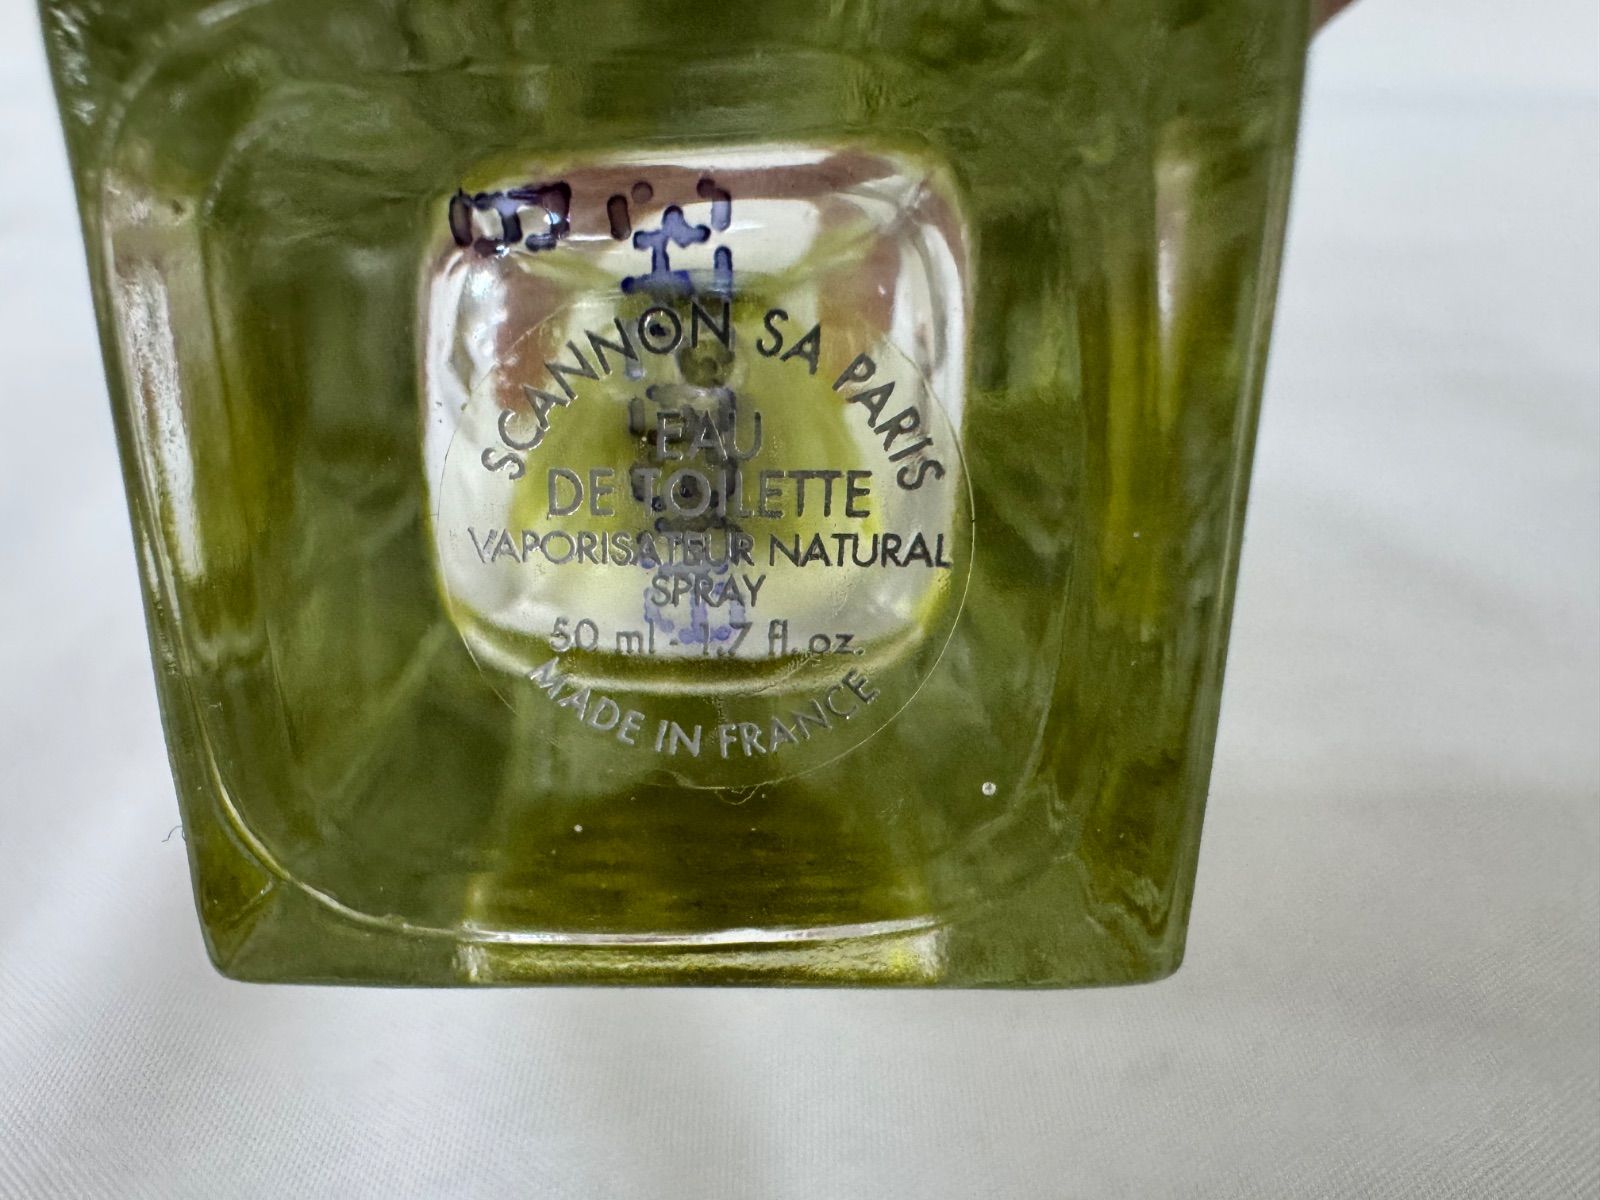 SCANNON SA PARIS
EAU
DE TOILETTE
VAPORISATEUR NATURAL
SPRAY
50 ml - 1.7 fl. oz.
MADE IN FRANCE